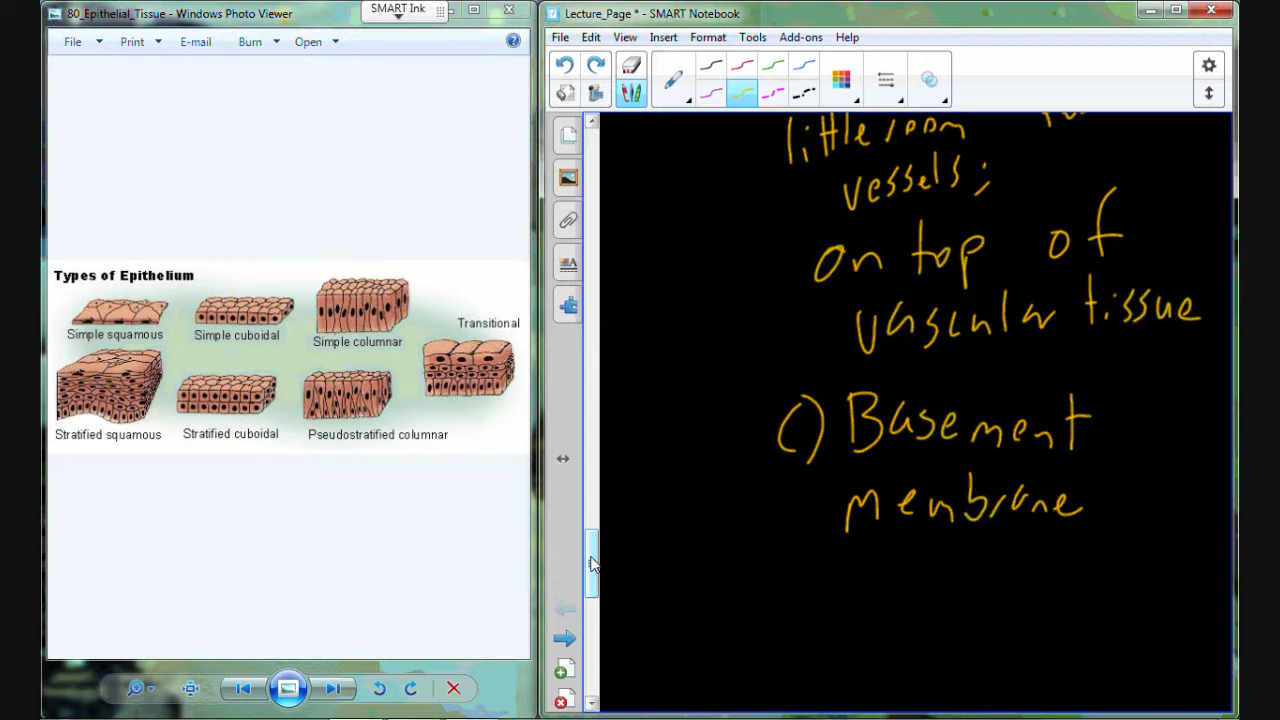 80_Epithelial_Tissue - Windows Photo Viewer
SMART Ink
File Print E-mail Burn Open
Types of Epithelium
Simple squamous
Simple cuboidal
Simple columnar
Transitional
Stratified squamous
Stratified cuboidal
Pseudostratified columnar
Lecture_Page * - SMART Notebook
File Edit View Insert Format Tools Add-ons Help
little room
vessels;
on top of
vascular tissue
c) Basement
membrane